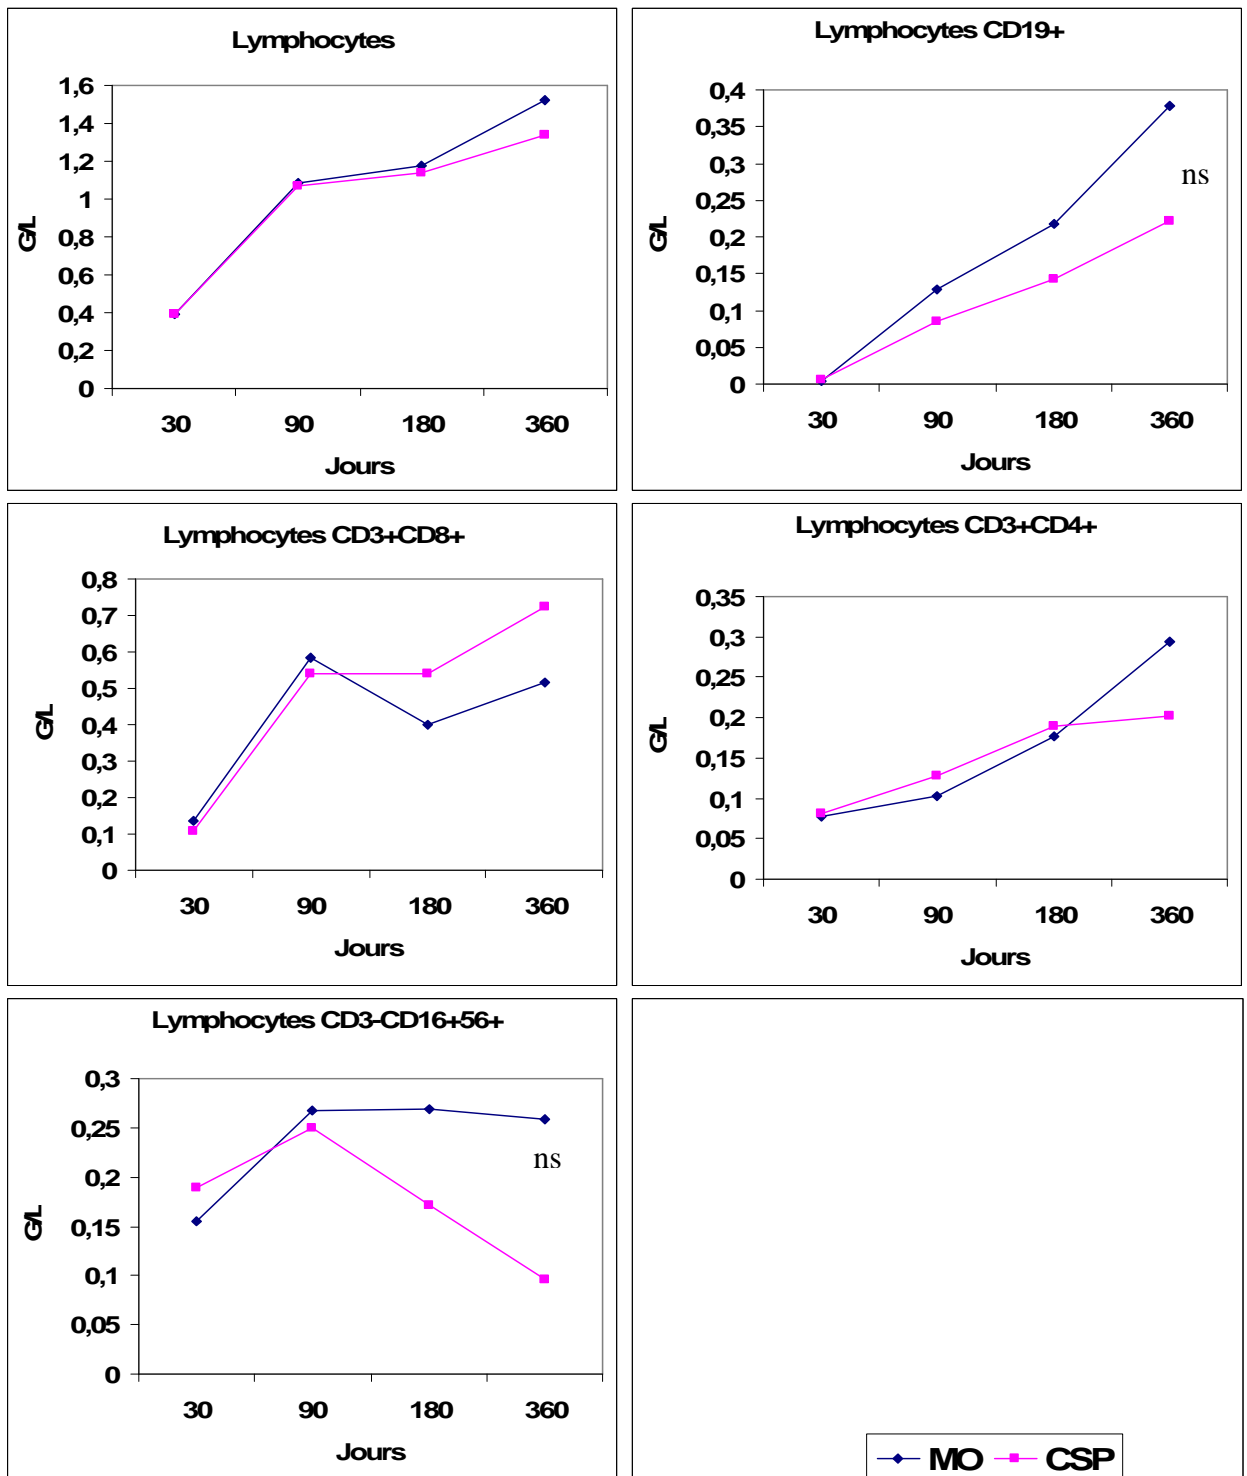 Lymphocytes
G/L
1,6
1,4
1,2
1
0,8
0,6
0,4
0,2
0
30 90 180 360
Jours
Lymphocytes CD19+
G/L
0,4
0,35
0,3
0,25
0,2
0,15
0,1
0,05
0
ns
30 90 180 360
Jours
Lymphocytes CD3+CD8+
G/L
0,8
0,7
0,6
0,5
0,4
0,3
0,2
0,1
0
30 90 180 360
Jours
Lymphocytes CD3+CD4+
G/L
0,35
0,3
0,25
0,2
0,15
0,1
0,05
0
30 90 180 360
Jours
Lymphocytes CD3-CD16+56+
G/L
0,3
0,25
0,2
0,15
0,1
0,05
0
ns
30 90 180 360
Jours
MO CSP